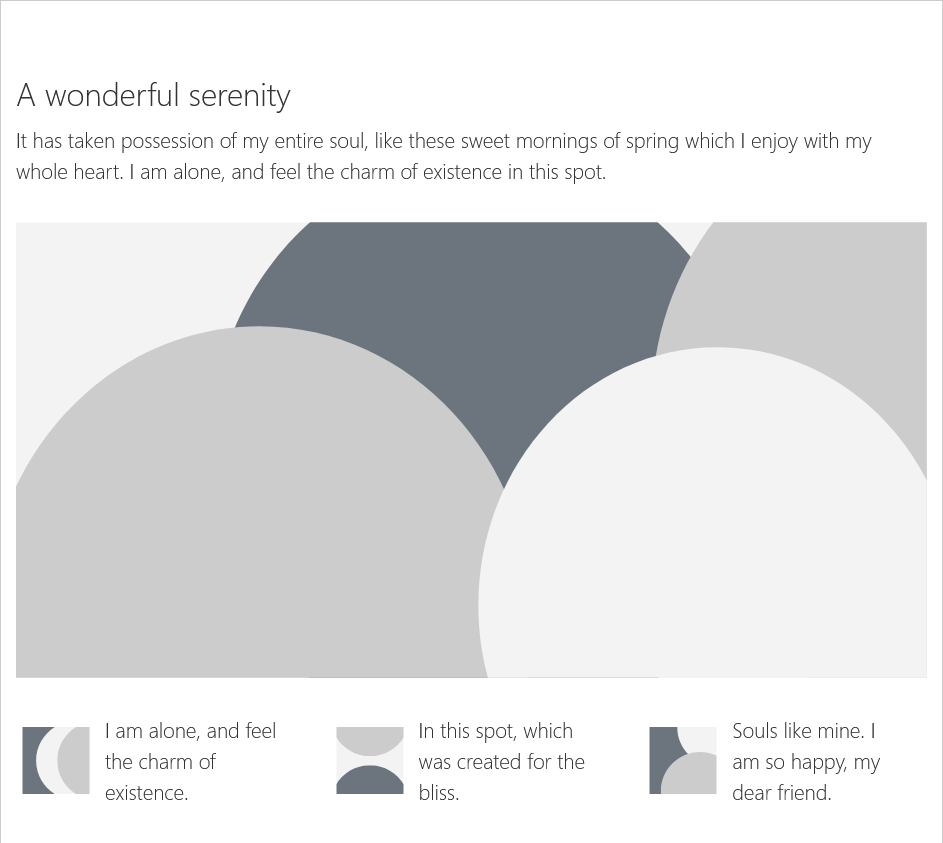 A wonderful serenity
It has taken possession of my entire soul, like these sweet mornings of spring which I enjoy with my
whole heart. I am alone, and feel the charm of existence in this spot.
I am alone, and feel
the charm of
existence.
In this spot, which
was created for the
bliss.
Souls like mine. I
am so happy, my
dear friend.